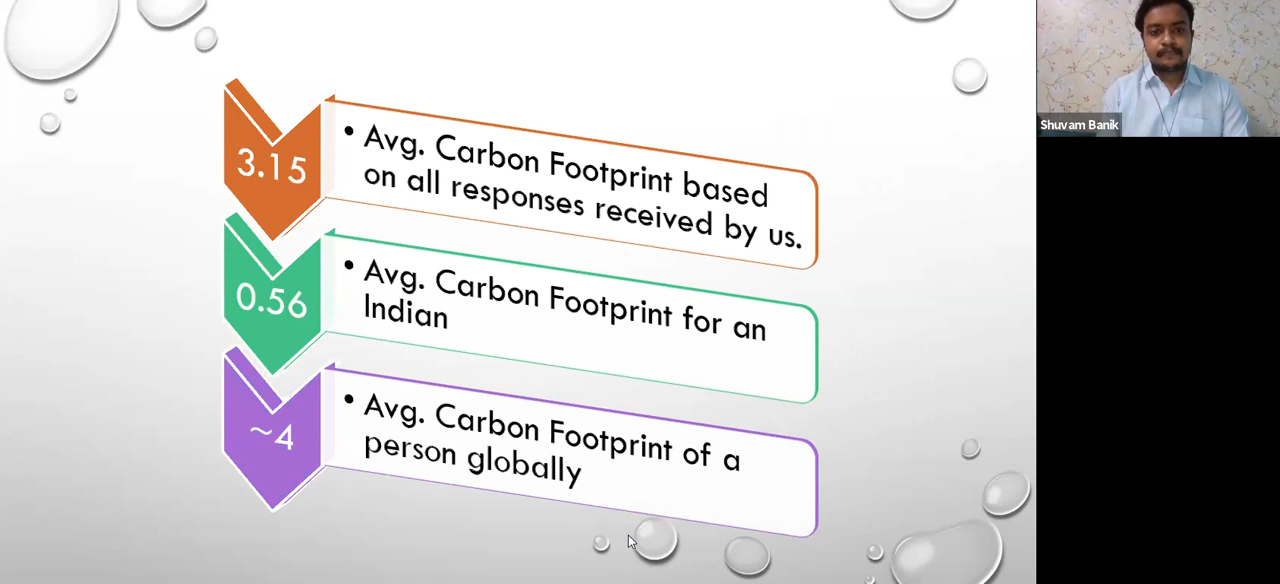 3.15
• Avg. Carbon Footprint based
on all responses received by us.
0.56
• Avg. Carbon Footprint for an
Indian
~4
• Avg. Carbon Footprint of a
person globally
Shuvam Banik